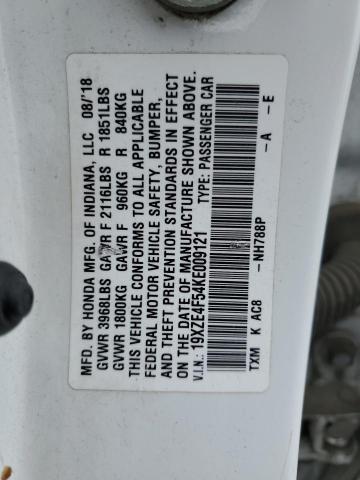 MFD. BY HONDA MFG. OF INDIANA, LLC 08/'18
GVWR 3968LBS GAWR F 2116LBS R 1851LBS
GVWR 1800KG GAWR F 960KG R 840KG
THIS VEHICLE CONFORMS TO ALL APPLICABLE
FEDERAL MOTOR VEHICLE SAFETY, BUMPER,
AND THEFT PREVENTION STANDARDS IN EFFECT
ON THE DATE OF MANUFACTURE SHOWN ABOVE.
V.I.N.: 19XZE4F54KE009121 TYPE: PASSENGER CAR
TXM K AC8 -NH788P -A -E